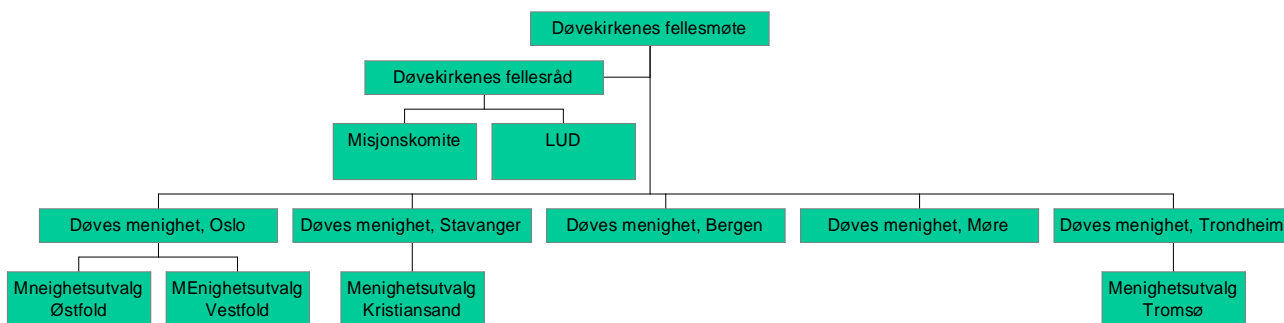 Døvekirkenes fellesmøte
Døvekirkenes fellesråd
Misjonskomite
LUD
Døves menighet, Oslo
Døves menighet, Stavanger
Døves menighet, Bergen
Døves menighet, Møre
Døves menighet, Trondheim
Mneighetsutvalg
Østfold
MEnighetsutvalg
Vestfold
Menighetsutvalg
Kristiansand
Menighetsutvalg
Tromsø